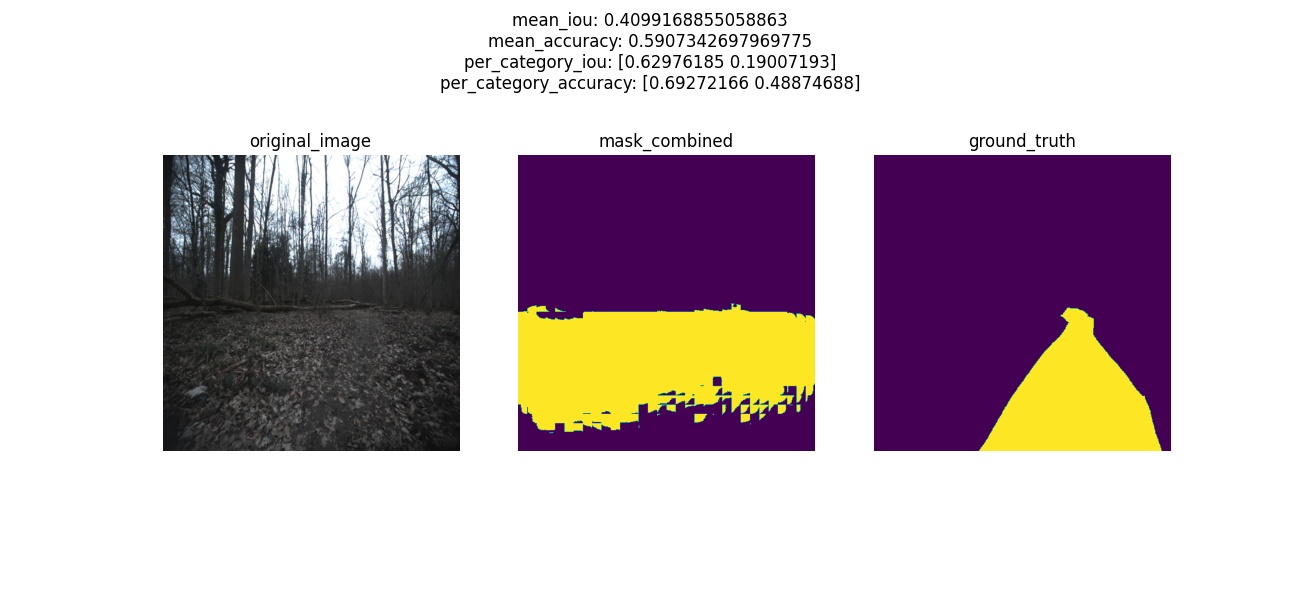 mean_iou: 0.4099168855058863
mean_accuracy: 0.5907342697969775
per_category_iou: [0.62976185 0.19007193]
per_category_accuracy: [0.69272166 0.48874688]
original_image
mask_combined
ground_truth